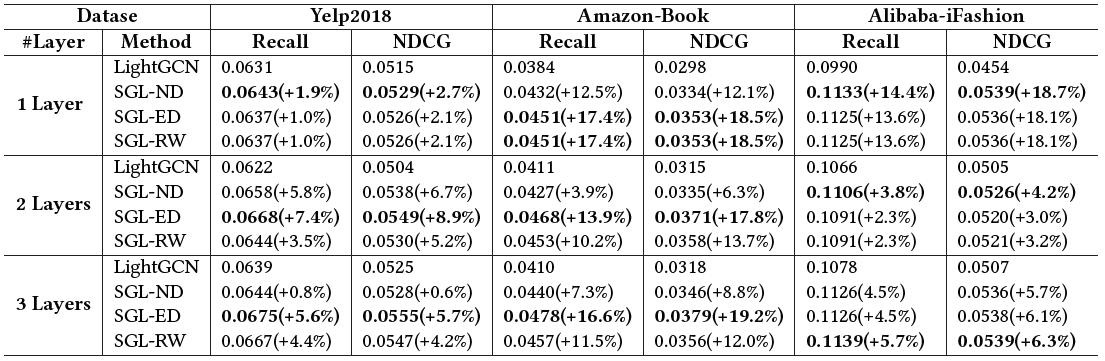 Datase Yelp2018 Amazon-Book Alibaba-iFashion
#Layer Method Recall NDCG Recall NDCG Recall NDCG
LightGCN 0.0631 0.0515 0.0384 0.0298 0.0990 0.0454
1 Layer SGL-ND 0.0643(+1.9%) 0.0529(+2.7%) 0.0432(+12.5%) 0.0334(+12.1%) 0.1133(+14.4%) 0.0539(+18.7%)
SGL-ED 0.0637(+1.0%) 0.0526(+2.1%) 0.0451(+17.4%) 0.0353(+18.5%) 0.1125(+13.6%) 0.0536(+18.1%)
SGL-RW 0.0637(+1.0%) 0.0526(+2.1%) 0.0451(+17.4%) 0.0353(+18.5%) 0.1125(+13.6%) 0.0536(+18.1%)
LightGCN 0.0622 0.0504 0.0411 0.0315 0.1066 0.0505
2 Layers SGL-ND 0.0658(+5.8%) 0.0538(+6.7%) 0.0427(+3.9%) 0.0335(+6.3%) 0.1106(+3.8%) 0.0526(+4.2%)
SGL-ED 0.0668(+7.4%) 0.0549(+8.9%) 0.0468(+13.9%) 0.0371(+17.8%) 0.1091(+2.3%) 0.0520(+3.0%)
SGL-RW 0.0644(+3.5%) 0.0530(+5.2%) 0.0453(+10.2%) 0.0358(+13.7%) 0.1091(+2.3%) 0.0521(+3.2%)
LightGCN 0.0639 0.0525 0.0410 0.0318 0.1078 0.0507
3 Layers SGL-ND 0.0644(+0.8%) 0.0528(+0.6%) 0.0440(+7.3%) 0.0346(+8.8%) 0.1126(4.5%) 0.0536(+5.7%)
SGL-ED 0.0675(+5.6%) 0.0555(+5.7%) 0.0478(+16.6%) 0.0379(+19.2%) 0.1126(+4.5%) 0.0538(+6.1%)
SGL-RW 0.0667(+4.4%) 0.0547(+4.2%) 0.0457(+11.5%) 0.0356(+12.0%) 0.1139(+5.7%) 0.0539(+6.3%)